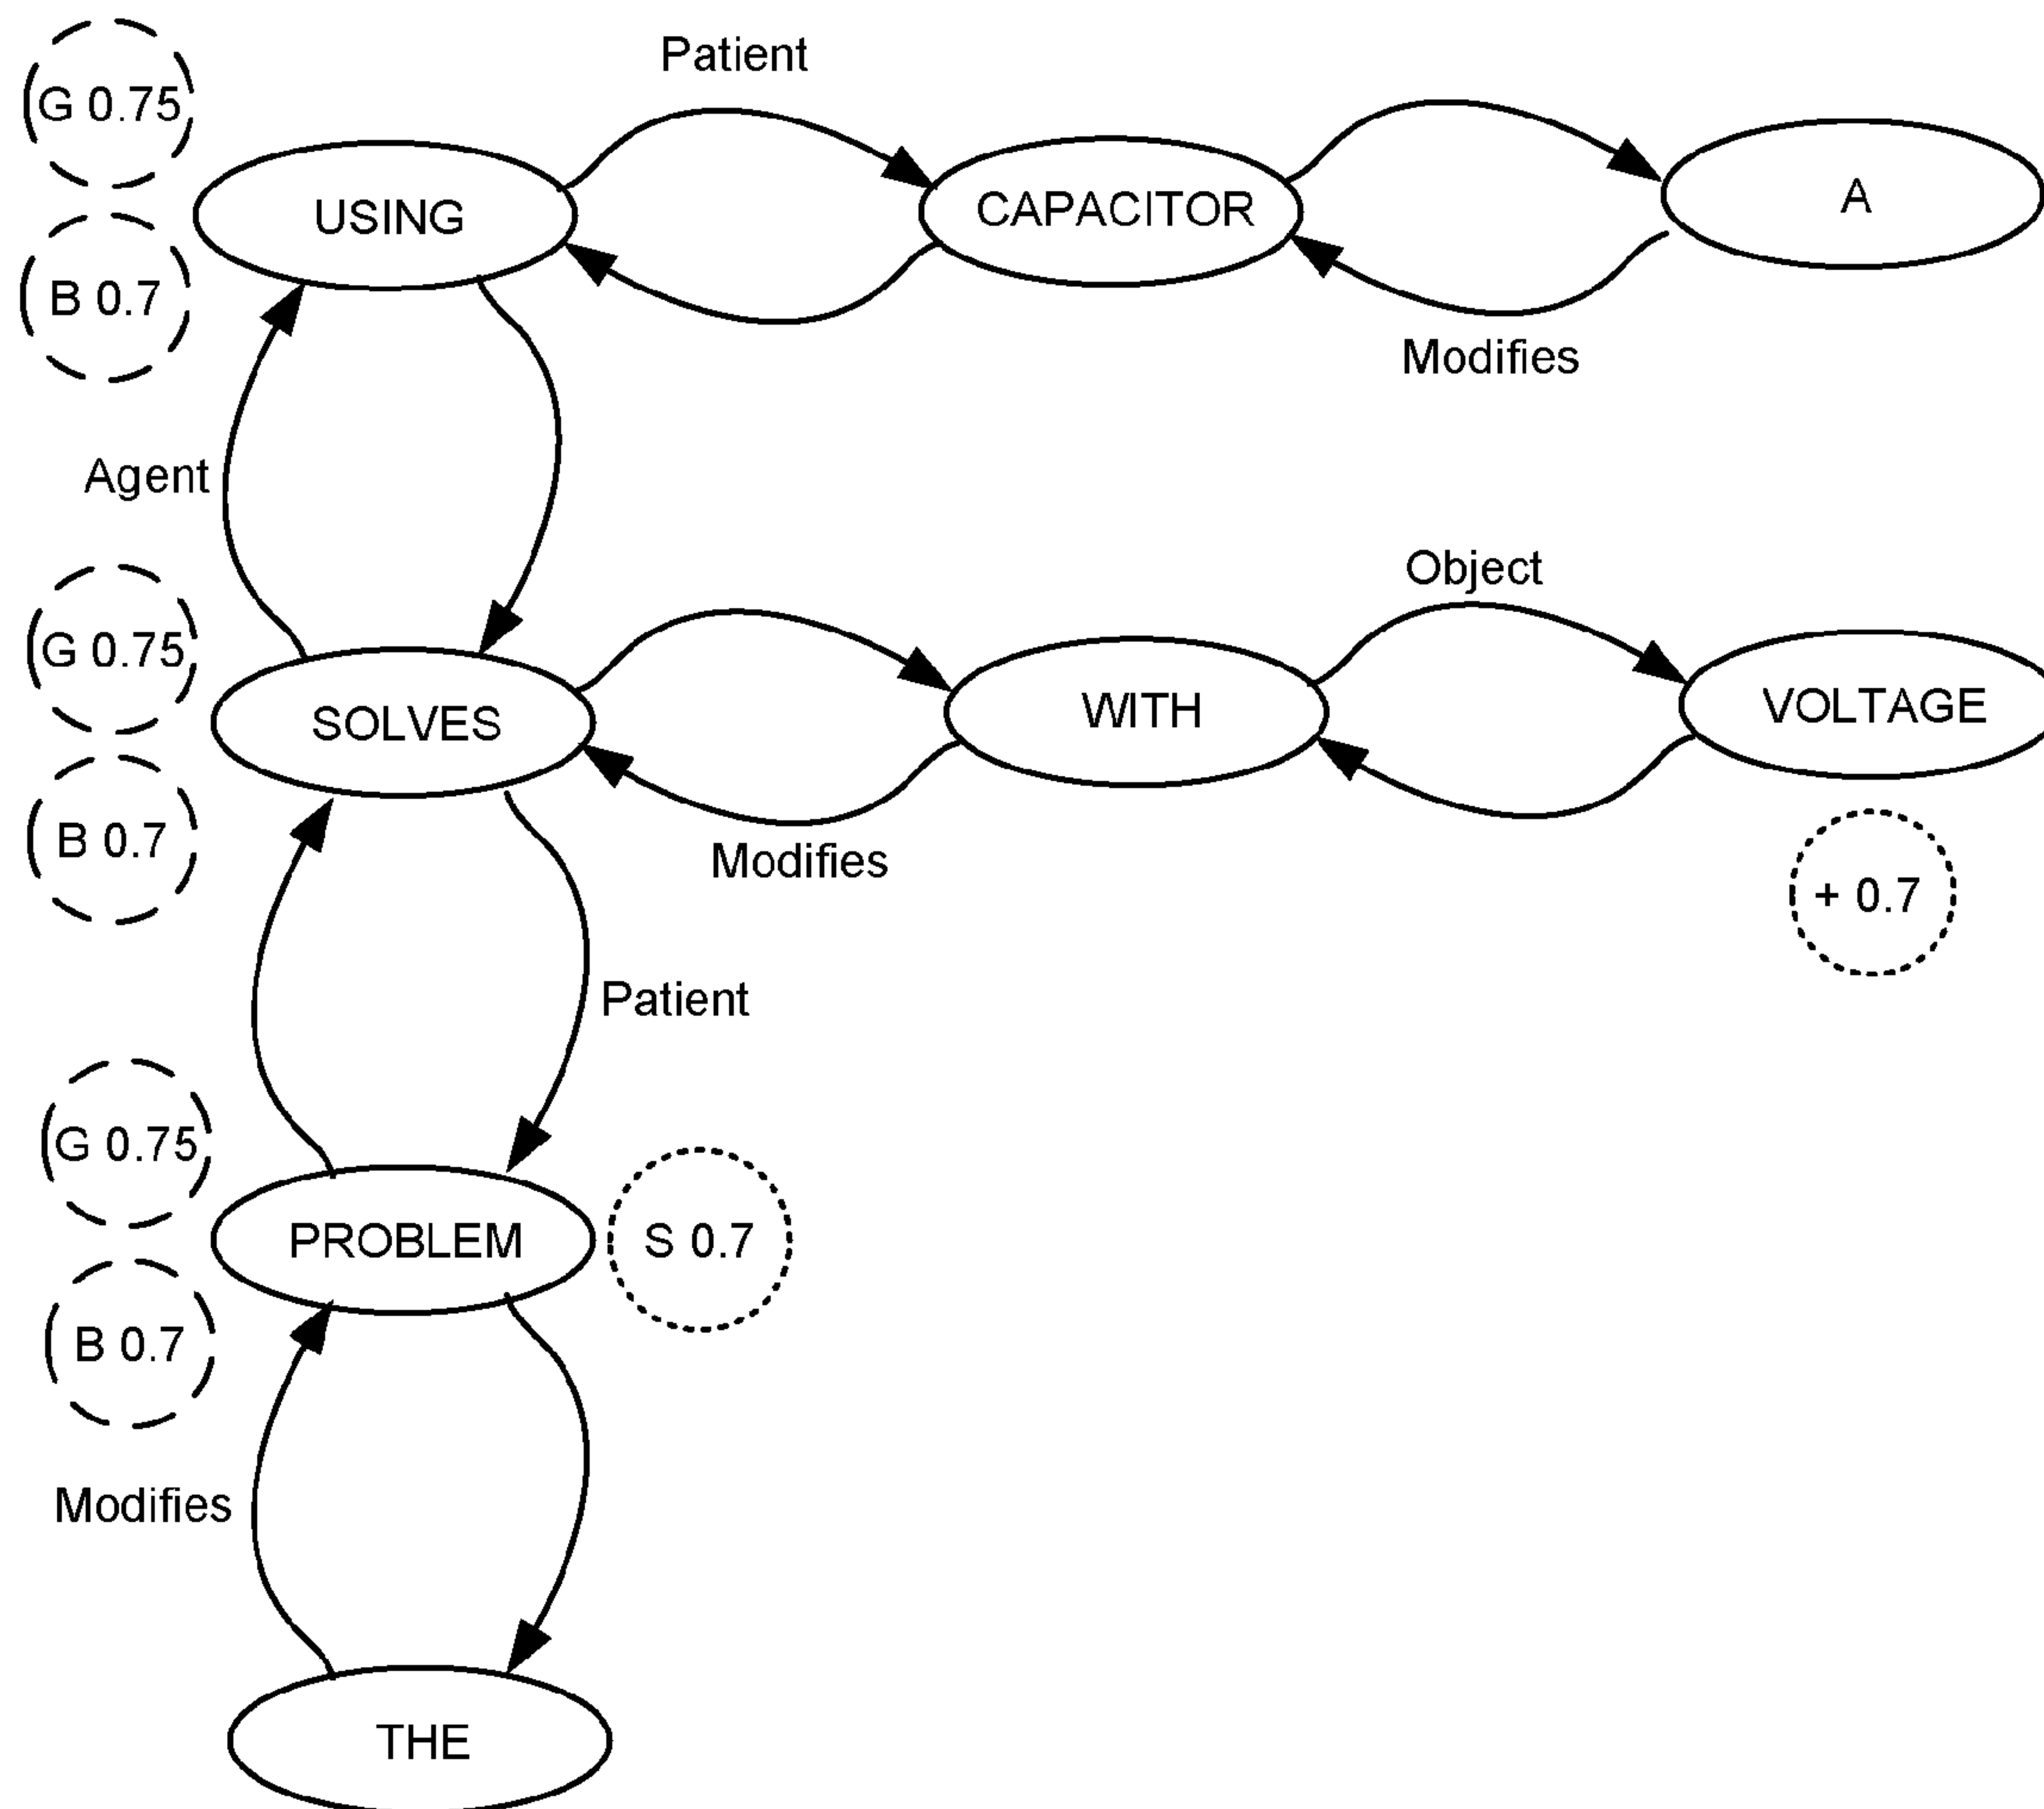 Patient
G 0.75
USING
CAPACITOR
A
B 0.7
Modifies
Agent
Object
G 0.75
SOLVES
WITH
VOLTAGE
B 0.7
Modifies
+ 0.7
Patient
G 0.75
PROBLEM
S 0.7
B 0.7
Modifies
THE